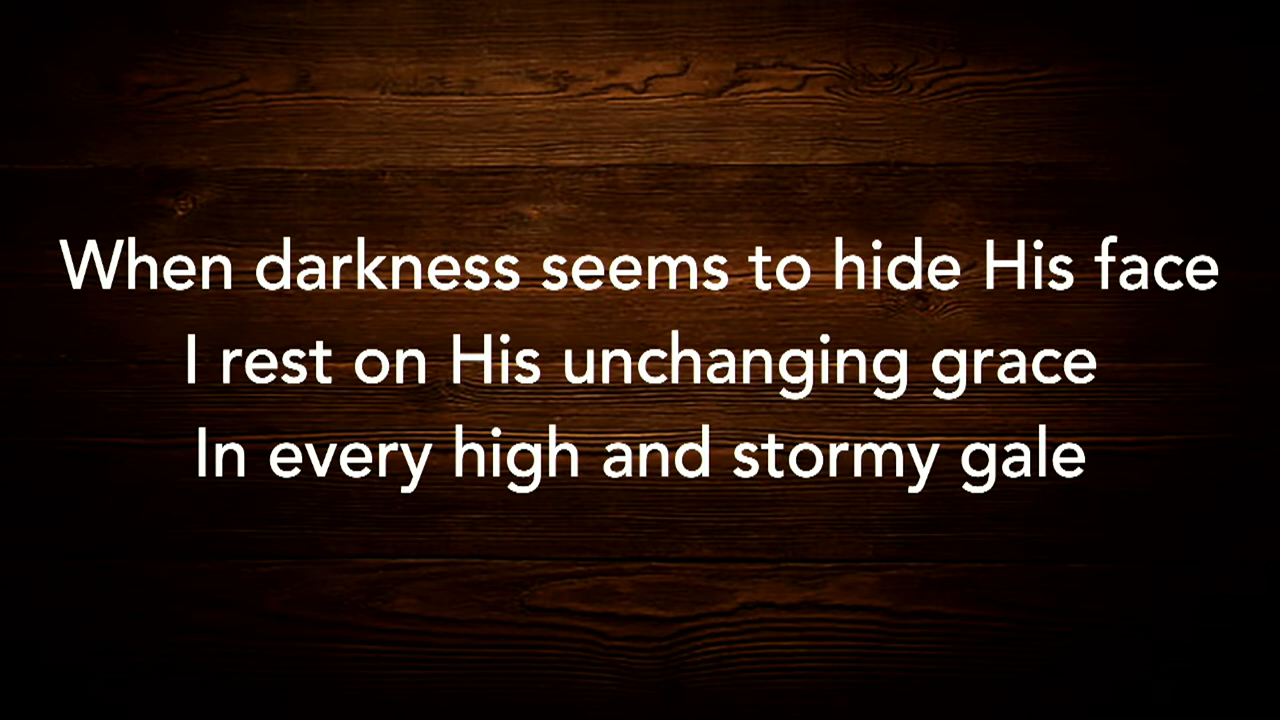 When darkness seems to hide His face
I rest on His unchanging grace
In every high and stormy gale